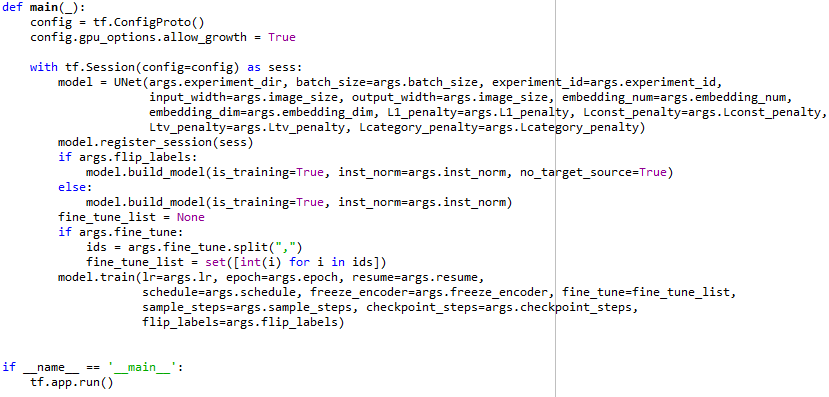 def main(_):
    config = tf.ConfigProto()
    config.gpu_options.allow_growth = True

    with tf.Session(config=config) as sess:
        model = UNet(args.experiment_dir, batch_size=args.batch_size, experiment_id=args.experiment_id,
                     input_width=args.image_size, output_width=args.image_size, embedding_num=args.embedding_num,
                     embedding_dim=args.embedding_dim, L1_penalty=args.L1_penalty, Lconst_penalty=args.Lconst_penalty,
                     Ltv_penalty=args.Ltv_penalty, Lcategory_penalty=args.Lcategory_penalty)
        model.register_session(sess)
        if args.flip_labels:
            model.build_model(is_training=True, inst_norm=args.inst_norm, no_target_source=True)
        else:
            model.build_model(is_training=True, inst_norm=args.inst_norm)
        fine_tune_list = None
        if args.fine_tune:
            ids = args.fine_tune.split(",")
            fine_tune_list = set([int(i) for i in ids])
        model.train(lr=args.lr, epoch=args.epoch, resume=args.resume,
                    schedule=args.schedule, freeze_encoder=args.freeze_encoder, fine_tune=fine_tune_list,
                    sample_steps=args.sample_steps, checkpoint_steps=args.checkpoint_steps,
                    flip_labels=args.flip_labels)


if __name__ == '__main__':
    tf.app.run()